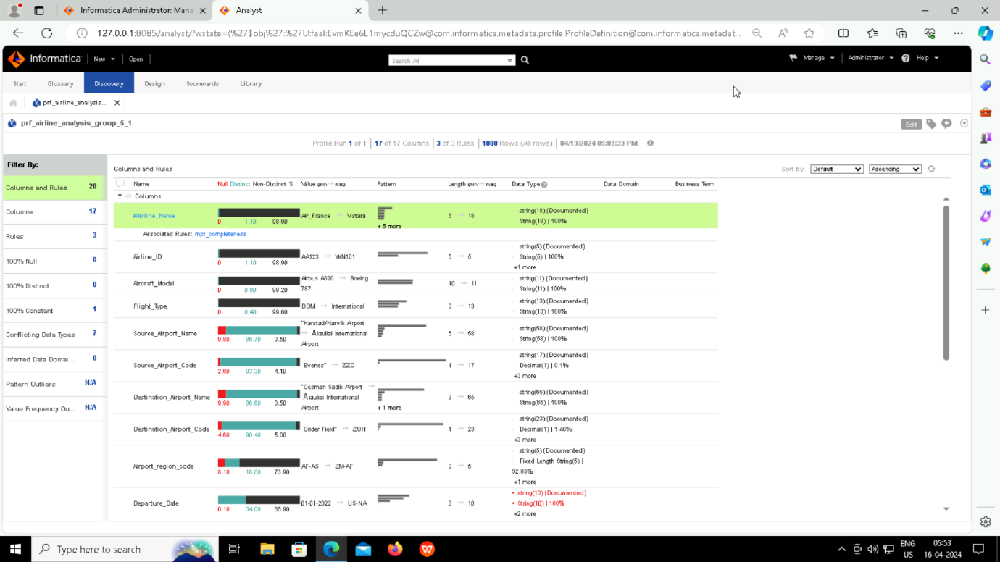 Informatica Administrator: Mana
Analyst
127.0.0.1:8085/analyst/?wstate=(%27$obj%27:%27U:faakEvmKEe6L1mycduQCZw@com.informatica.metadata.profile.ProfileDefinition@com.informatica.metadat...
Informatica New Open Search All Manage Administrator Help
Start Glossary Discovery Design Scorecards Library
prf_airline_analysis...
prf_airline_analysis_group_5_1 Edit
Profile Run 1 of 1 17 of 17 Columns 3 of 3 Rules 1000 Rows (All rows) 04/13/2024 05:09:33 PM
Filter By:
Columns and Rules 20
Columns 17
Rules 3
100% Null 0
100% Distinct 0
100% Constant 1
Conflicting Data Types 7
Inferred Data Domai... 0
Pattern Outliers N/A
Value Frequency Ou... N/A
Columns and Rules Sort by: Default Ascending
Name Null Distinct Non-Distinct % Value (min → max) Pattern Length (min → max) Data Type Data Domain Business Term
Columns
#Airline_Name 0 1.10 98.90 Air_France → Vistara + 5 more 6 → 18 string(18) (Documented)
String(18) | 100%
Associated Rules: mpt_completeness
Airline_ID 0 1.10 98.90 AA123 → WN101 5 → 5 string(5) (Documented)
String(5) | 100%
+1 more
Aircraft_Model 0 0.80 99.20 Airbus A320 → Boeing 787 10 → 11 string(11) (Documented)
String(11) | 100%
Flight_Type 0 0.40 99.60 DOM → International 3 → 13 string(13) (Documented)
String(13) | 100%
Source_Airport_Name 9.80 86.70 3.50 "Harstad/Narvik Airport → Åiauliai International Airport 5 → 58 string(58) (Documented)
String(58) | 100%
Source_Airport_Code 2.60 93.30 4.10 Evenes" → ZZO 1 → 17 string(17) (Documented)
Decimal(1) | 0.1%
+3 more
Destination_Airport_Name 9.90 86.60 3.50 "Oesman Sadik Airport → Åiauliai International Airport + 1 more 3 → 65 string(65) (Documented)
String(65) | 100%
Destination_Airport_Code 4.60 90.40 5.00 Grider Field" → ZUH 1 → 23 string(23) (Documented)
Decimal(1) | 1.46%
+3 more
Airport_region_code 8.10 18.00 73.90 AF-AS → ZM-AF 3 → 5 string(5) (Documented)
Fixed Length String(5) |
92.05%
+1 more
Departure_Date 0.10 34.00 65.90 01-01-2022 → US-NA 3 → 10 string(10) (Documented)
String(10) | 100%
+2 more
Type here to search ENG US 05:53 16-04-2024